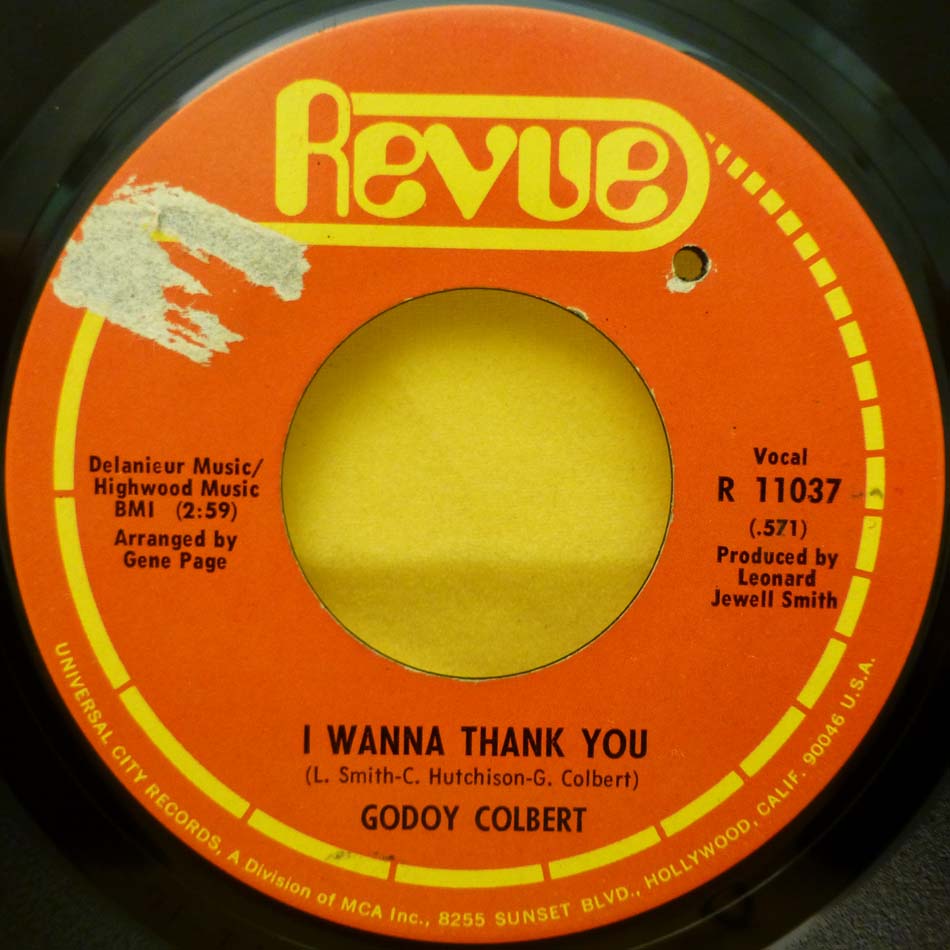 Revue
Delanieur Music/
Highwood Music
BMI (2:59)
Arranged by
Gene Page
Vocal
R 11037
(.571)
Produced by
Leonard
Jewell Smith
I WANNA THANK YOU
(L. Smith-C. Hutchison-G. Colbert)
GODOY COLBERT
UNIVERSAL CITY RECORDS, A Division of MCA Inc., 8255 SUNSET BLVD., HOLLYWOOD, CALIF. 90046 U.S.A.